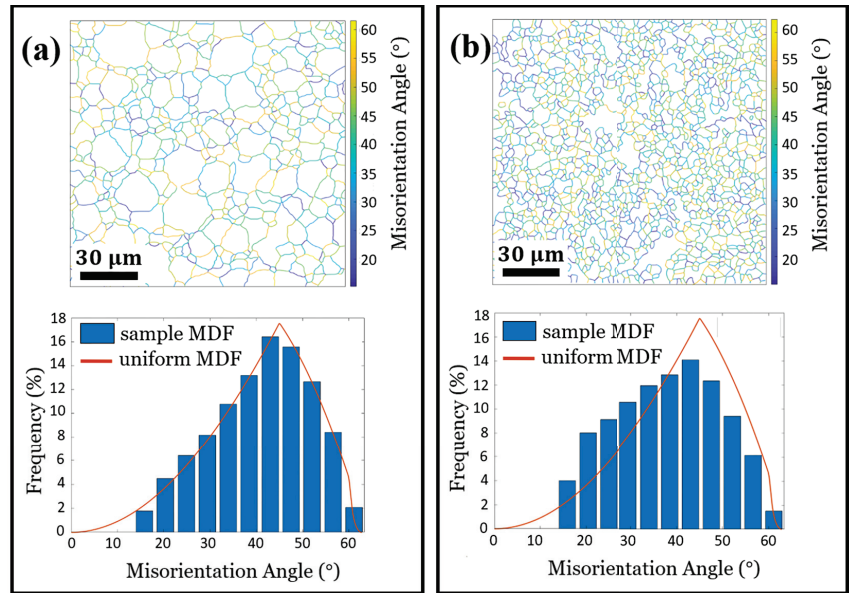 (a)
60
55
50
45
40
35
30
25
20
Misorientation Angle (°)
30 µm
18
16
14
12
10
8
6
4
2
0
Frequency (%)
sample MDF
uniform MDF
0 10 20 30 40 50 60
Misorientation Angle (°)
(b)
60
55
50
45
40
35
30
25
20
Misorientation Angle (°)
30 µm
18
16
14
12
10
8
6
4
2
0
Frequency (%)
sample MDF
uniform MDF
0 10 20 30 40 50 60
Misorientation Angle (°)